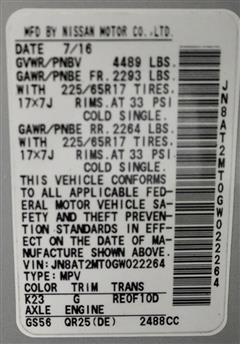 MFD BY NISSAN MOTOR CO.,LTD.
DATE 7/16
GVWR/PNBV 4489 LBS.
GAWR/PNBE FR. 2293 LBS.
WITH 225/65R17 TIRES.
17×7J RIMS. AT 33 PSI
COLD SINGLE.
GAWR/PNBE RR. 2264 LBS.
WITH 225/65R17 TIRES.
17×7J RIMS. AT 33 PSI
COLD SINGLE.
THIS VEHICLE CONFORMS
TO ALL APPLICABLE FED-
ERAL MOTOR VEHICLE SA-
FETY AND THEFT PREVEN-
TION STANDARDS IN EFF-
ECT ON THE DATE OF MA-
NUFACTURE SHOWN ABOVE
VIN: JN8AT2MT0GW022264
TYPE: MPV
COLOR TRIM TRANS
K23 G RE0F10D
AXLE ENGINE
GS56 QR25(DE) 2488CC
JN8AT2MT0GW022264